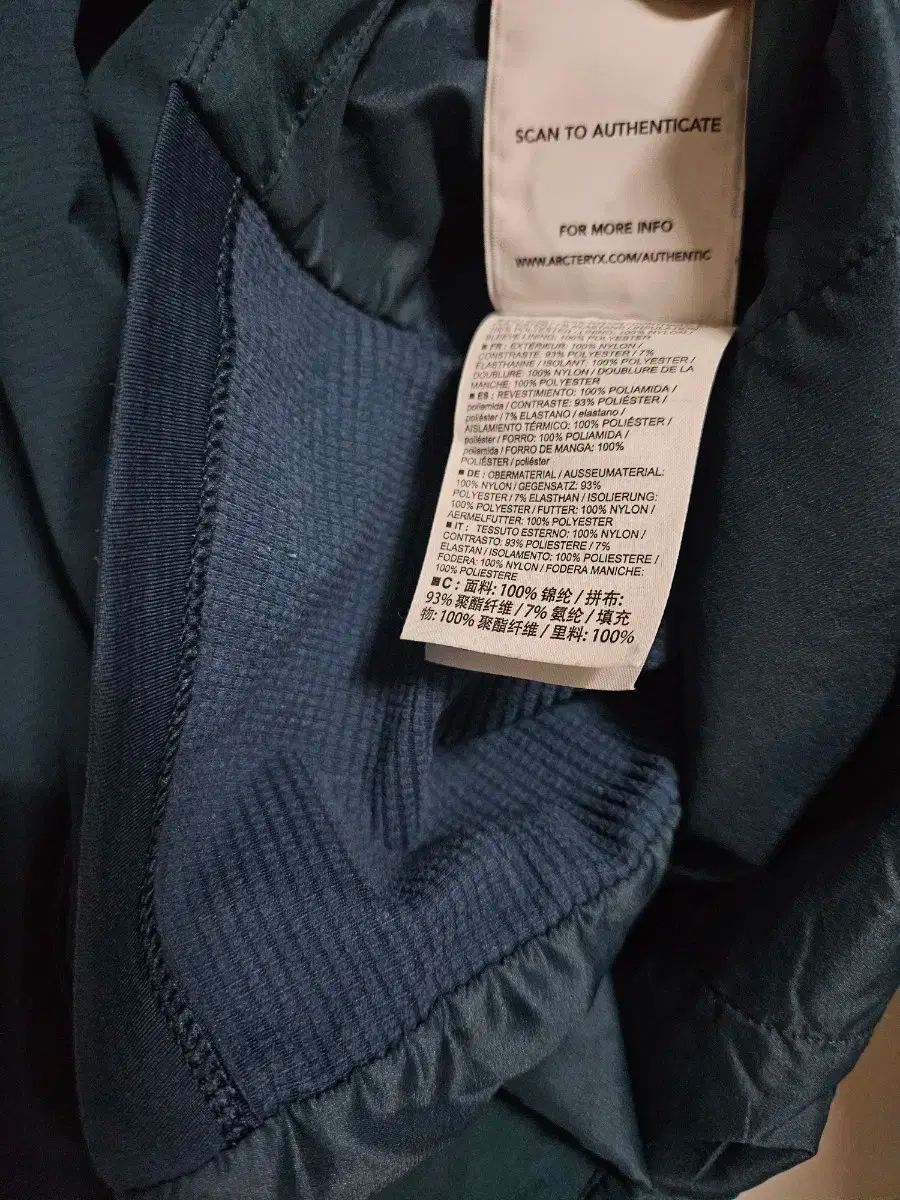 SCAN TO AUTHENTICATE
FOR MORE INFO
WWW.ARCTERYX.COM/AUTHENTIC
SLEEVE LINING: 100% POLYESTER
■ FR : EXTÉRIEUR: 100% NYLON /
CONSTRASTE: 93% POLYESTER / 7%
ÉLASTHANNE / ISOLANT: 100% POLYESTER /
DOUBLURE: 100% NYLON / DOUBLURE DE LA
MANCHE: 100% POLYESTER
■ ES : REVESTIMIENTO: 100% POLIAMIDA /
poliamida / CONTRASTE: 93% POLIÉSTER /
poliéster / 7% ELASTANO / elastano /
AISLAMIENTO TÉRMICO: 100% POLIÉSTER /
poliéster / FORRO: 100% POLIAMIDA /
poliamida / FORRO DE MANGA: 100%
POLIÉSTER / poliéster
■ DE : OBERMATERIAL / AUSSEUMATERIAL:
100% NYLON / GEGENSATZ: 93%
POLYESTER / 7% ELASTHAN / ISOLIERUNG:
100% POLYESTER / FUTTER: 100% NYLON /
AERMELFUTTER: 100% POLYESTER
■ IT : TESSUTO ESTERNO: 100% NYLON /
CONTRASTO: 93% POLIESTERE / 7%
ELASTAN / ISOLAMENTO: 100% POLIESTERE /
FODERA: 100% NYLON / FODERA MANICHE:
100% POLIESTERE
■ C : 面料: 100% 锦纶 / 拼布:
93% 聚酯纤维 / 7% 氨纶 / 填充
物: 100% 聚酯纤维 / 里料: 100%